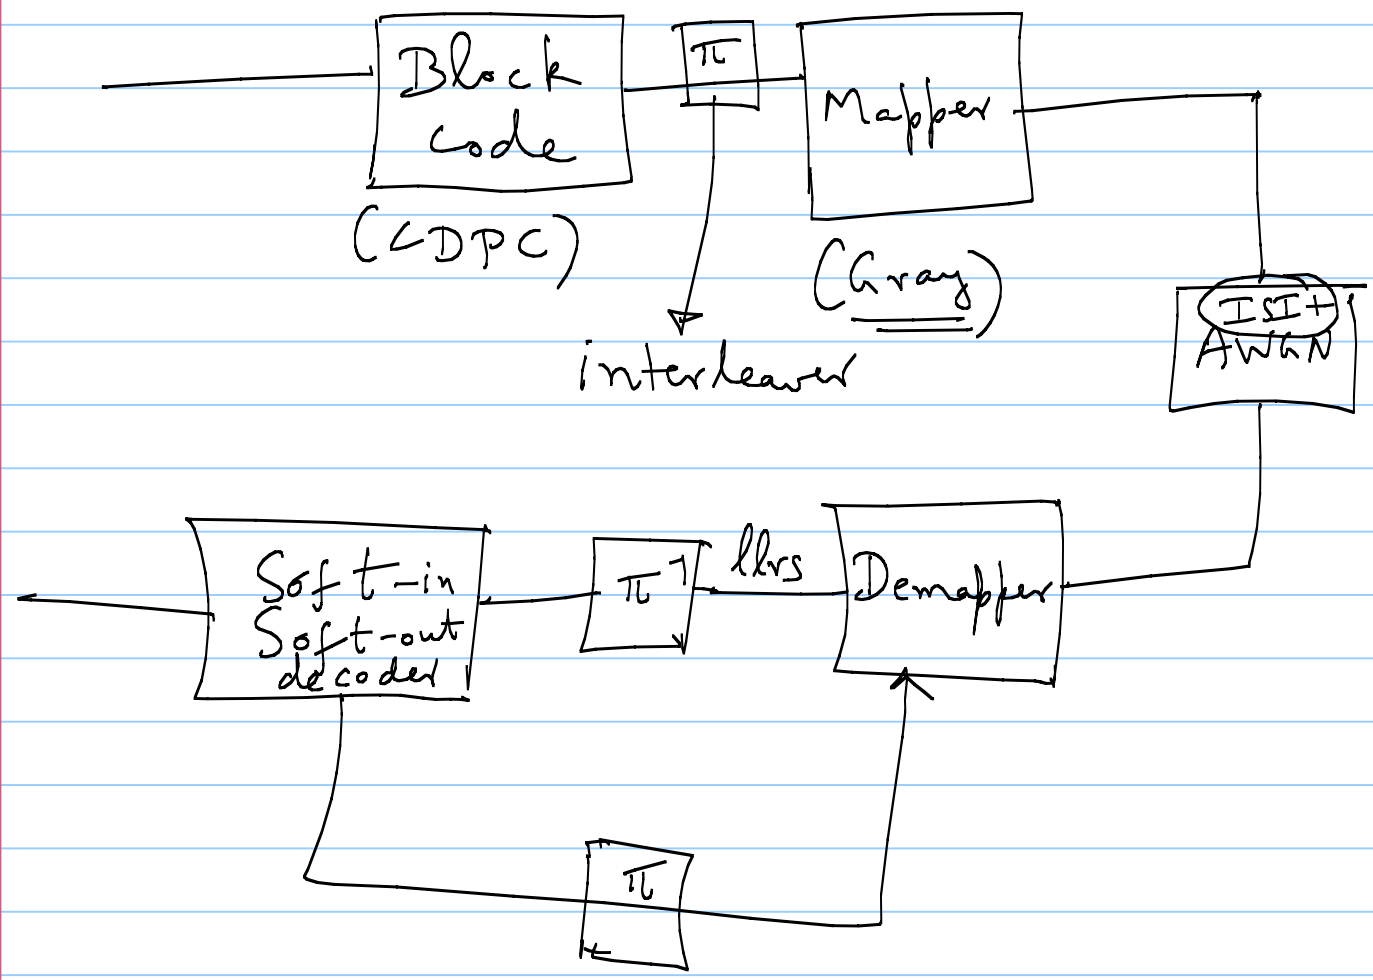 Block
code
π
Mapper
(LDPC)
(Gray)
interleaver
ISI+
AWGN
Soft-in
Soft-out
decoder
π⁻¹
llrs
Demapper
π